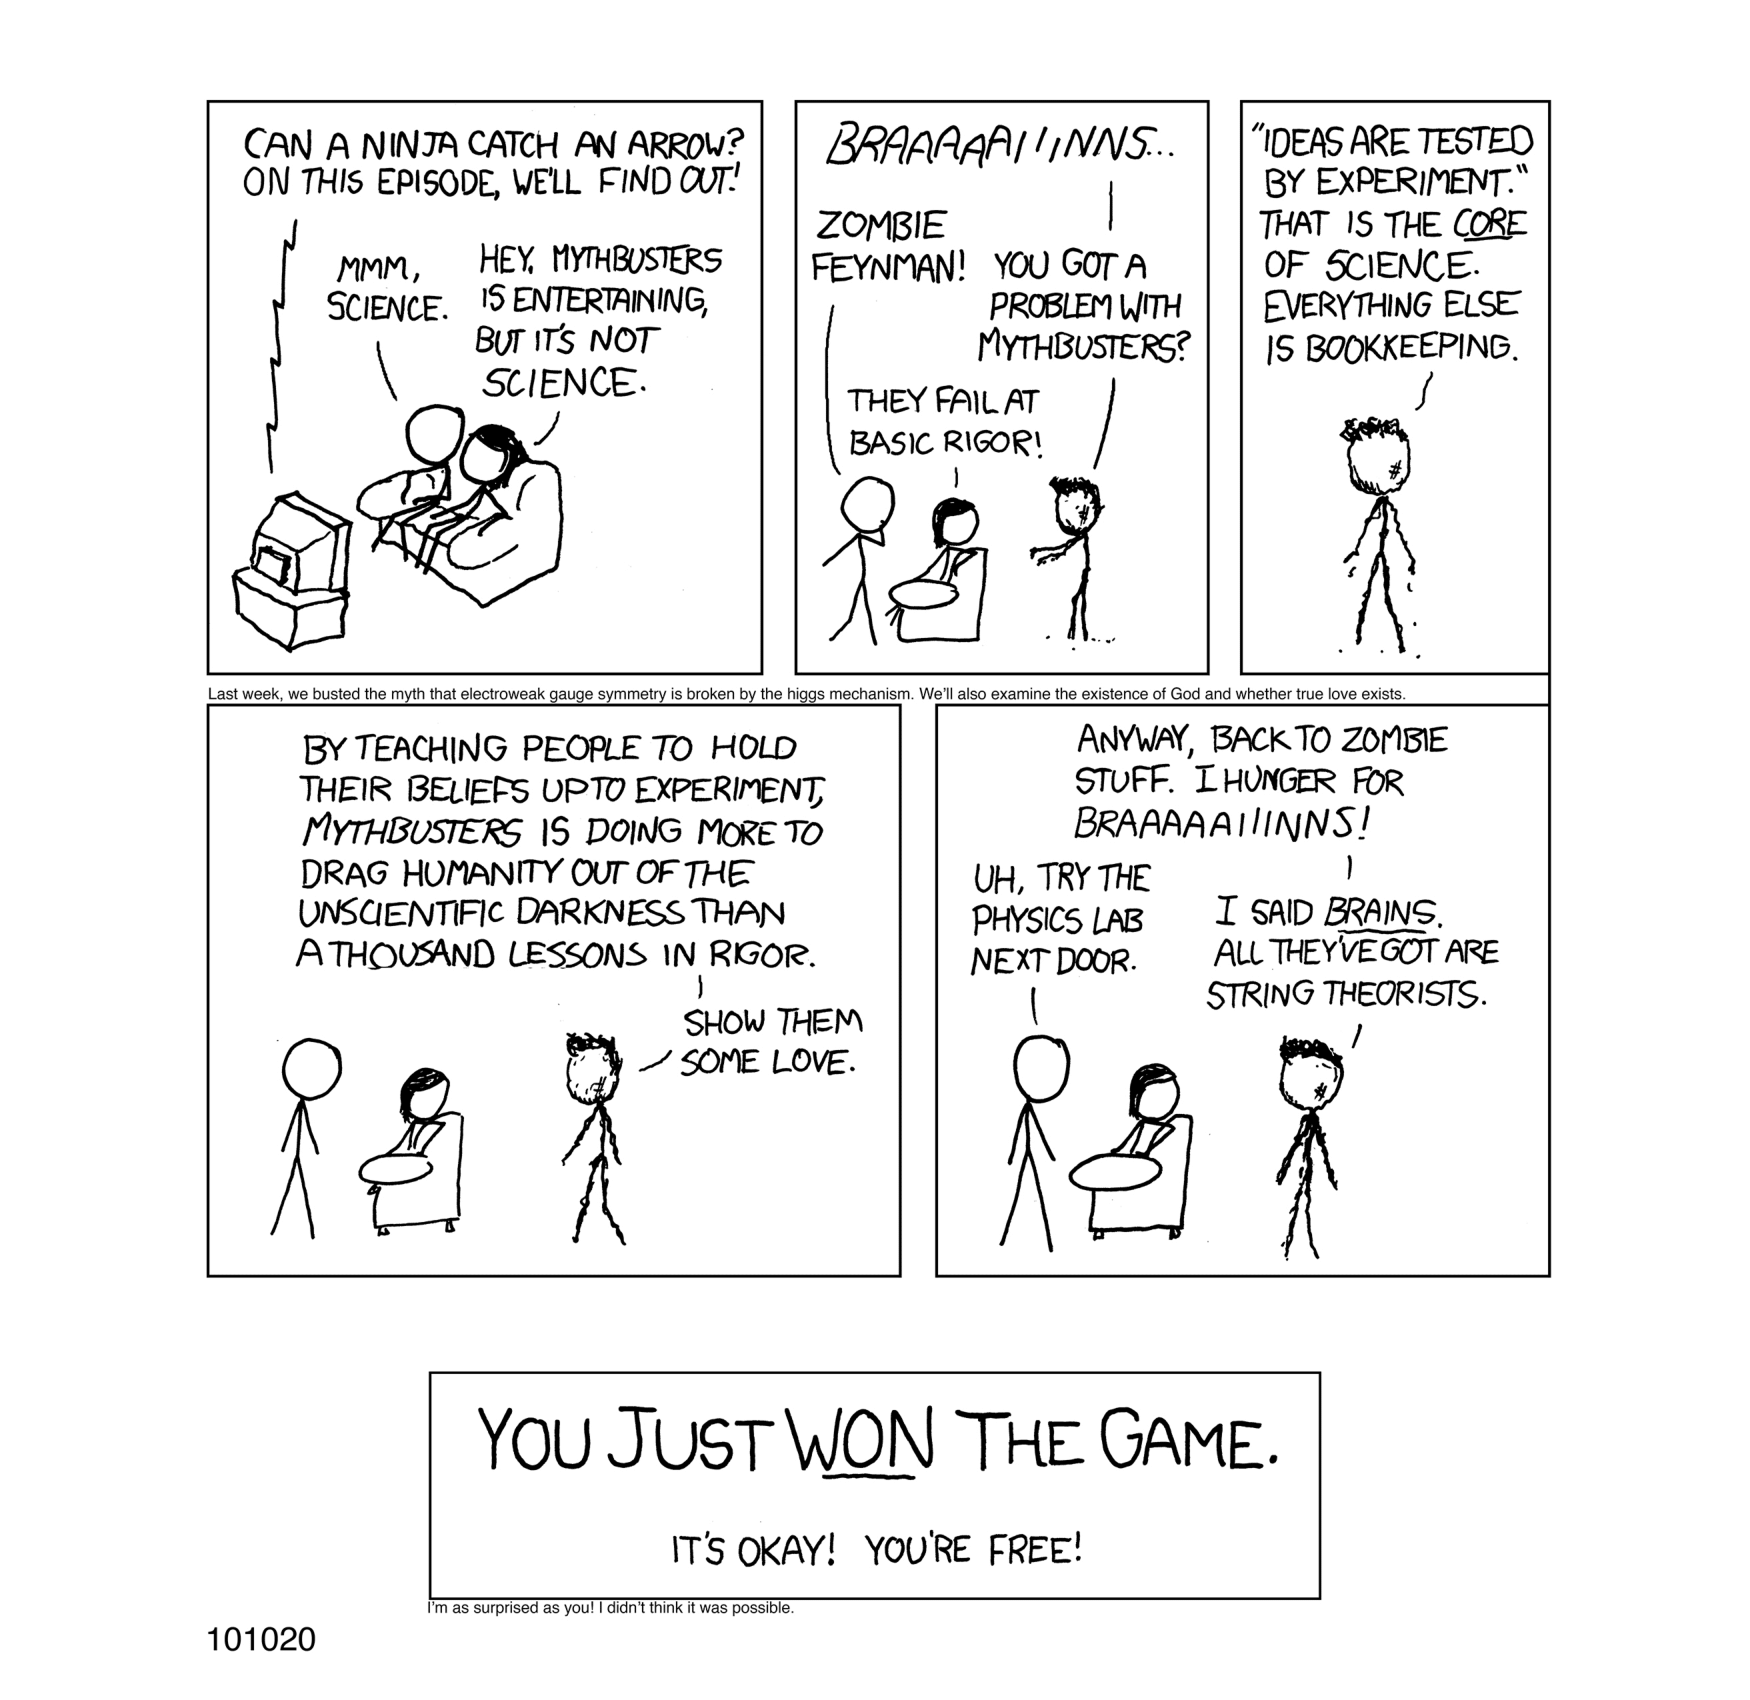 CAN A NINJA CATCH AN ARROW?
ON THIS EPISODE, WE'LL FIND OUT!
MMM,
SCIENCE.
HEY, MYTHBUSTERS
IS ENTERTAINING,
BUT IT'S NOT
SCIENCE.
BRAAAAAIIINNS...
ZOMBIE
FEYNMAN!
YOU GOT A
PROBLEM WITH
MYTHBUSTERS?
THEY FAIL AT
BASIC RIGOR!
"IDEAS ARE TESTED
BY EXPERIMENT."
THAT IS THE CORE
OF SCIENCE.
EVERYTHING ELSE
IS BOOKKEEPING.
Last week, we busted the myth that electroweak gauge symmetry is broken by the higgs mechanism. We'll also examine the existence of God and whether true love exists.
BY TEACHING PEOPLE TO HOLD
THEIR BELIEFS UP TO EXPERIMENT,
MYTHBUSTERS IS DOING MORE TO
DRAG HUMANITY OUT OF THE
UNSCIENTIFIC DARKNESS THAN
A THOUSAND LESSONS IN RIGOR.
SHOW THEM
SOME LOVE.
ANYWAY, BACK TO ZOMBIE
STUFF. I HUNGER FOR
BRAAAAAIIINNS!
UH, TRY THE
PHYSICS LAB
NEXT DOOR.
I SAID BRAINS.
ALL THEY'VE GOT ARE
STRING THEORISTS.
YOU JUST WON THE GAME.
IT'S OKAY! YOU'RE FREE!
I'm as surprised as you! I didn't think it was possible.
101020